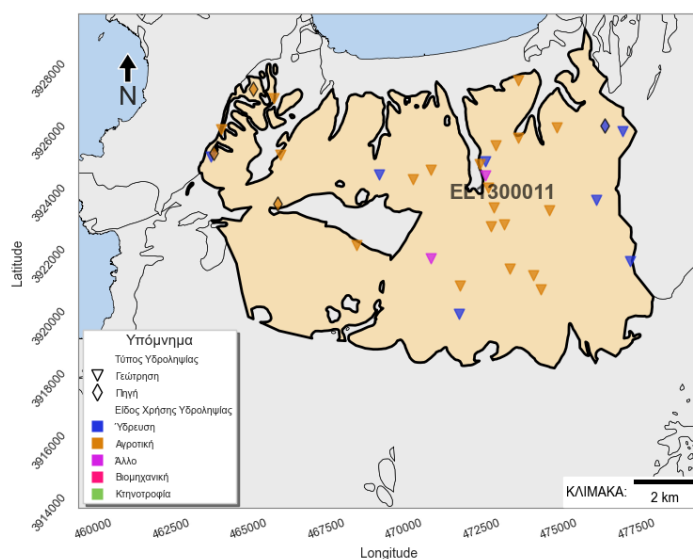 N
3928000
3926000
3924000
3922000
3920000
3918000
3916000
3914000
Latitude
EL1300011
Υπόμνημα
Τύπος Υδροληψίας
Γεώτρηση
Πηγή
Είδος Χρήσης Υδροληψίας
Ύδρευση
Αγροτική
Άλλο
Βιομηχανική
Κτηνοτροφία
ΚΛΙΜΑΚΑ:
2 km
460000
462500
465000
467500
470000
472500
475000
477500
Longitude